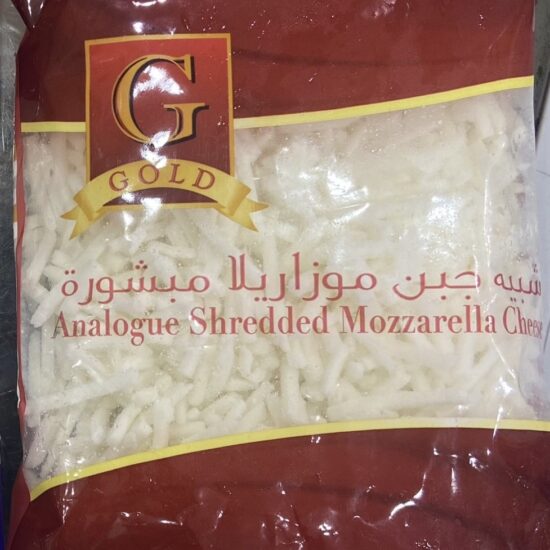 G
GOLD
شبيه جبن موزاريلا مبشورة
Analogue Shredded Mozzarella Cheese